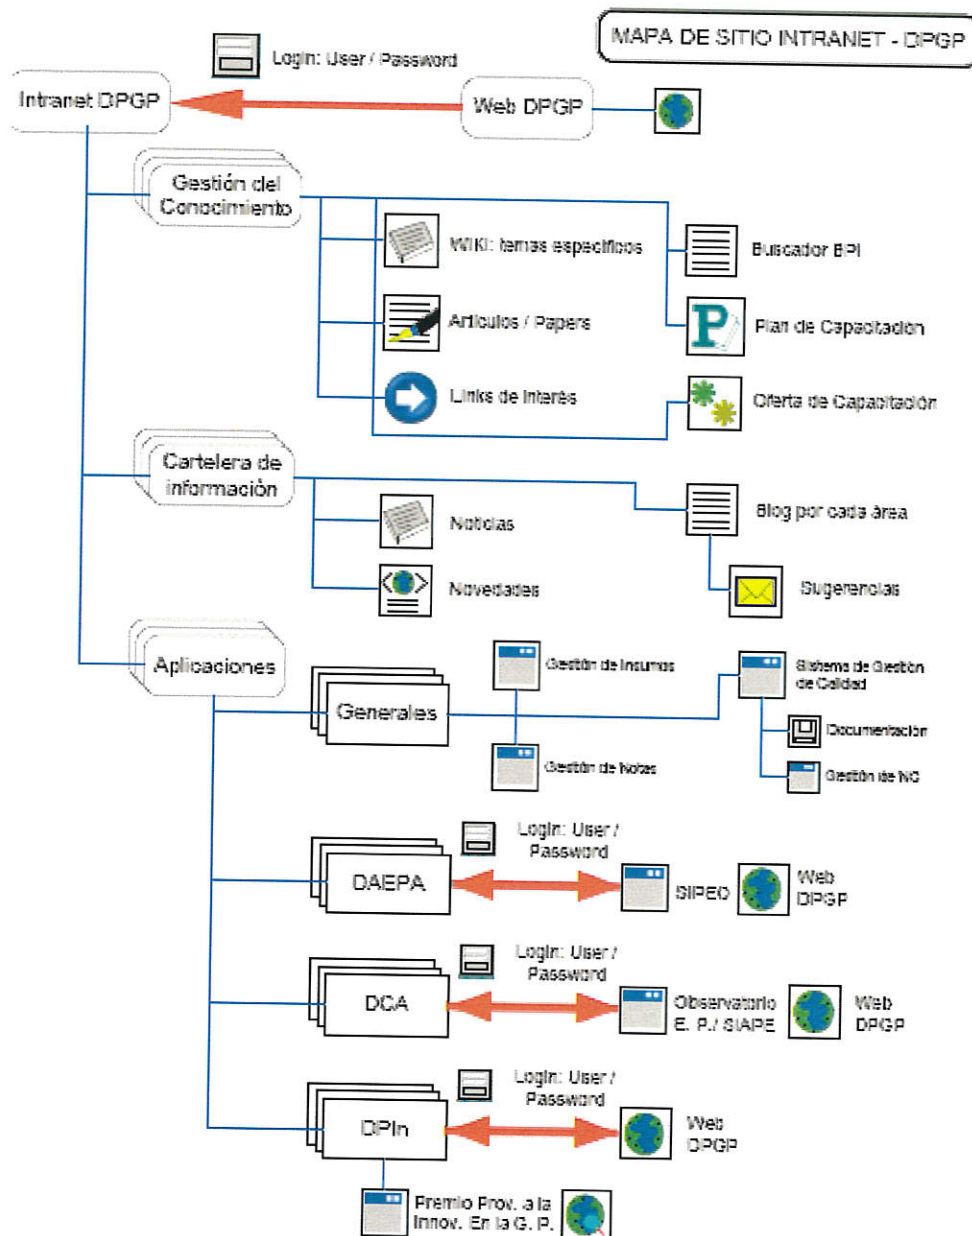 MAPA DE SITIO INTRANET - DPGP
Login: User / Password
Intranet DPGP
Web DPGP
Gestión del
Conocimiento
WIKI: temas específicos
Buscador BPI
Artículos / Papers
Plan de Capacitación
Links de Interés
Oferta de Capacitación
Cartelera de
información
Noticias
Blog por cada área
Novedades
Sugerencias
Aplicaciones
Generales
Gestión de Insumos
Sistema de Gestión
de Calidad
Documentación
Gestión de Notas
Gestión de NC
Login: User /
Password
DAEPA
SIPEO
Web
DPGP
Login: User /
Password
DCA
Observatorio
E. P./ SIAPE
Web
DPGP
Login: User /
Password
DPIn
Web
DPGP
Premio Prov. a la
Innov. En la G. P.